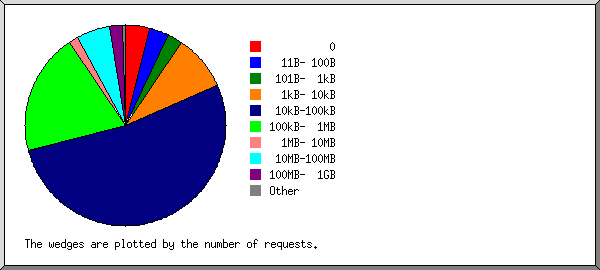 0
11B- 100B
101B- 1kB
1kB- 10kB
10kB-100kB
100kB- 1MB
1MB- 10MB
10MB-100MB
100MB- 1GB
Other
The wedges are plotted by the number of requests.